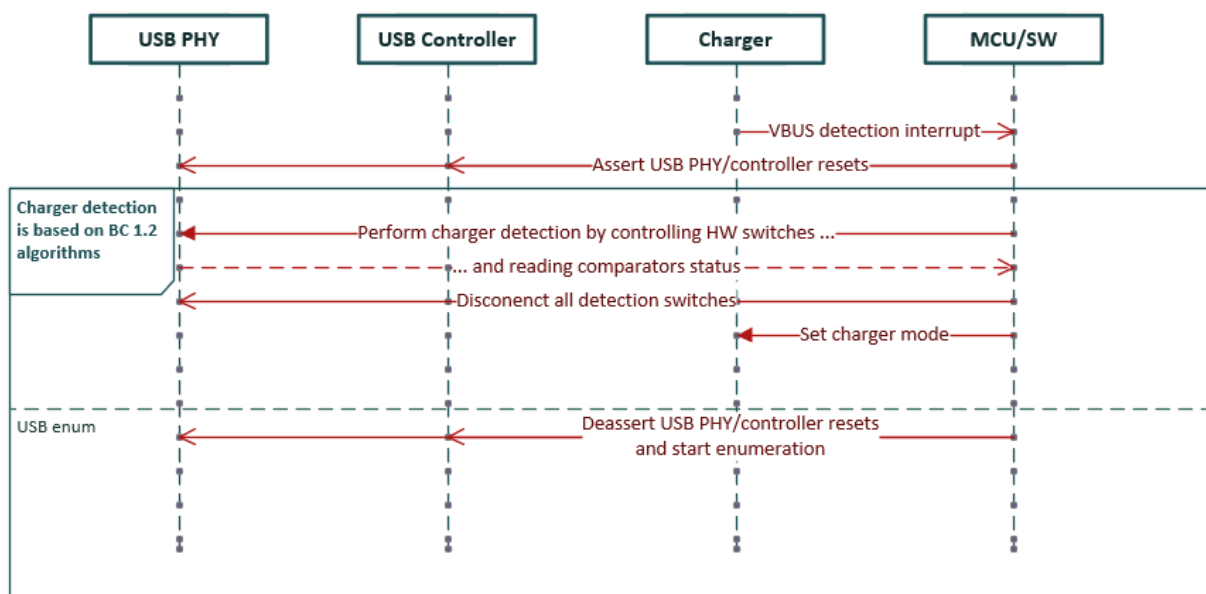 USB PHY
USB Controller
Charger
MCU/SW
VBUS detection interrupt
Assert USB PHY/controller resets
Charger detection
is based on BC 1.2
algorithms
Perform charger detection by controlling HW switches ...
... and reading comparators status
Disconenct all detection switches
Set charger mode
USB enum
Deassert USB PHY/controller resets
and start enumeration